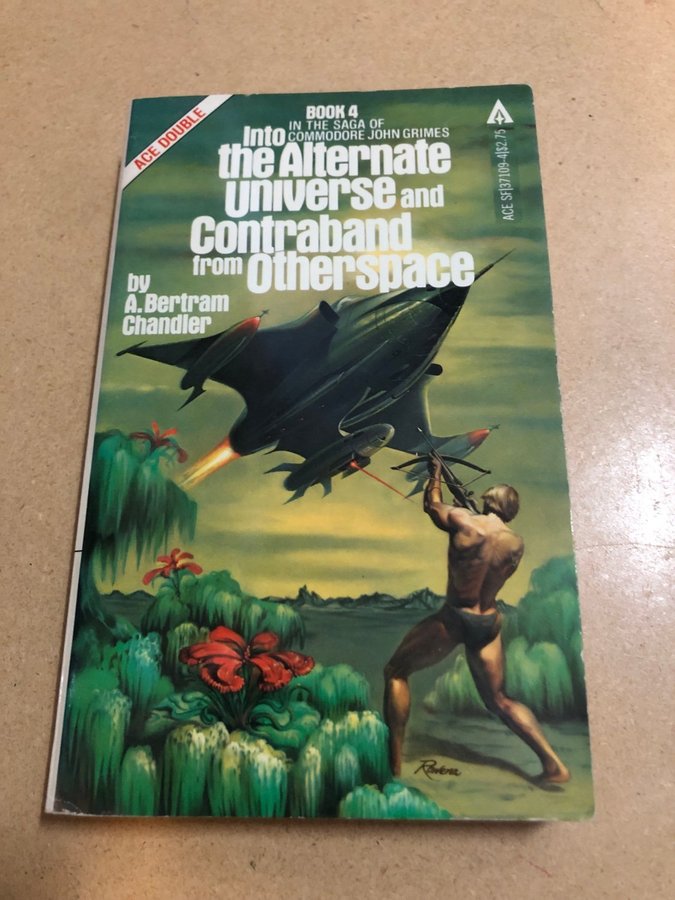 ACE DOUBLE
BOOK 4
IN THE SAGA OF
COMMODORE JOHN GRIMES
Into
the Alternate
Universe and
Contraband
from Otherspace
by
A. Bertram
Chandler
ACE SF|37109-4|$2.75
Rowena